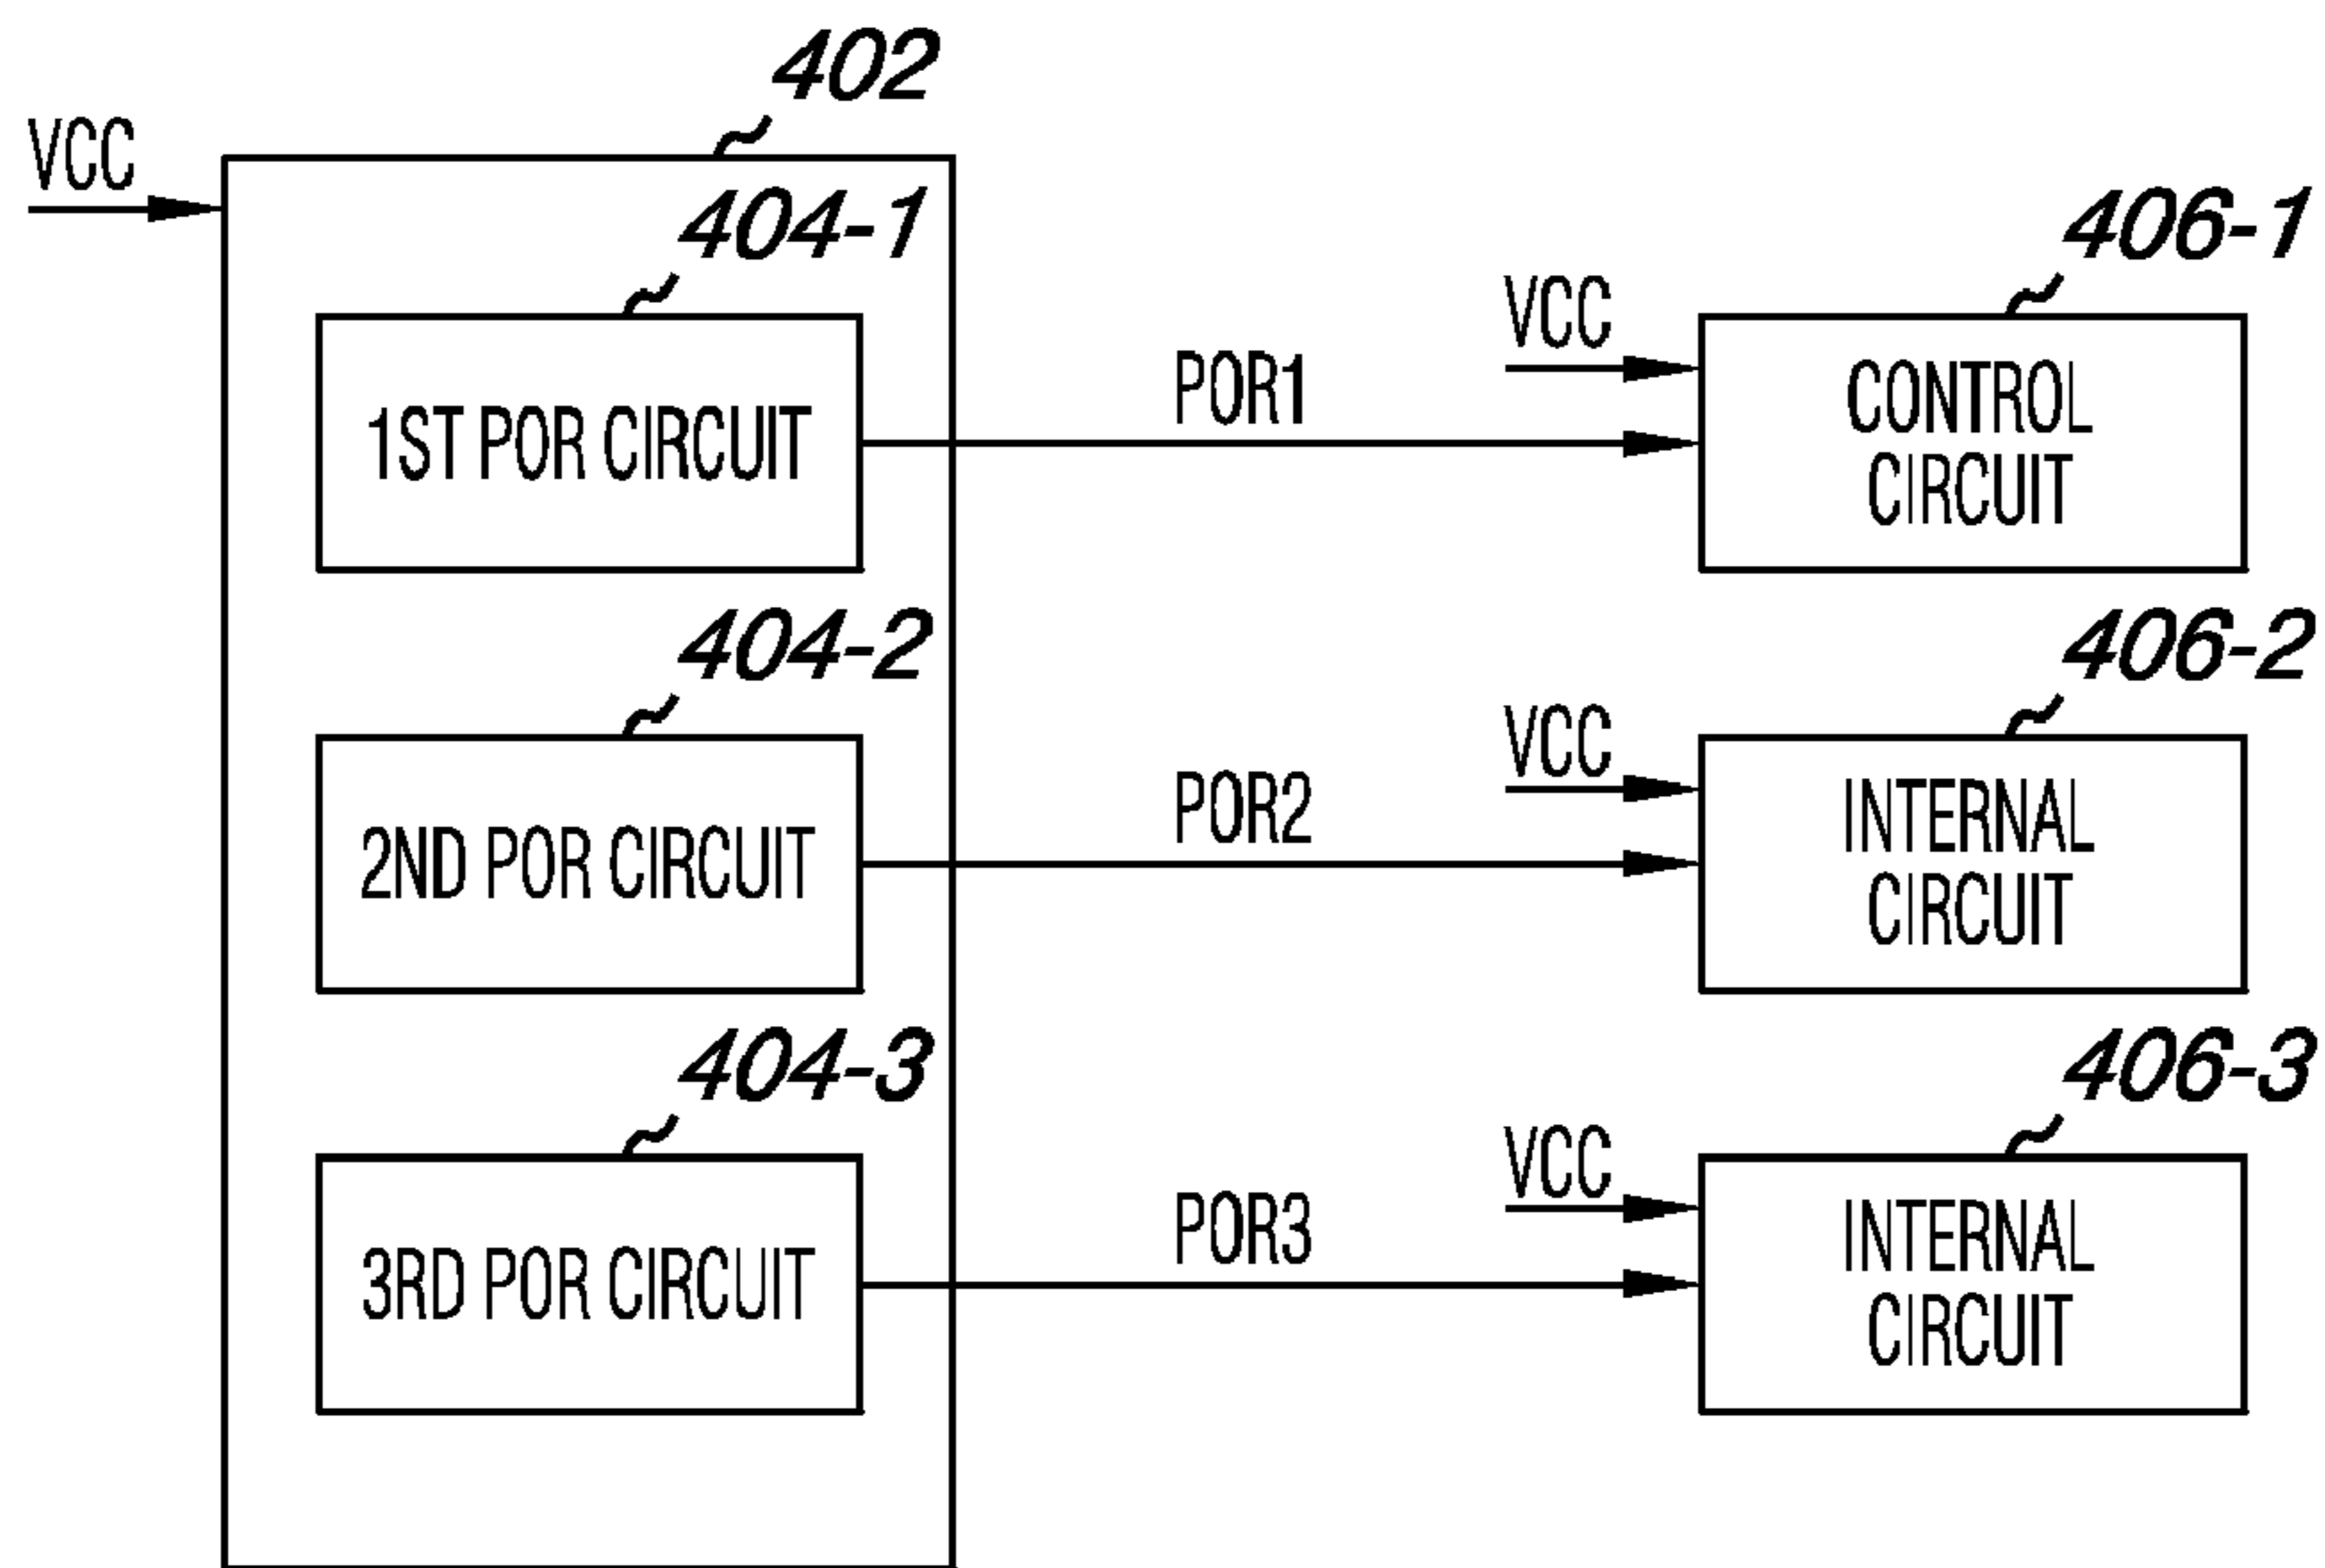 402
VCC
404-1
406-1
1ST POR CIRCUIT
POR1
VCC
CONTROL
CIRCUIT
404-2
406-2
2ND POR CIRCUIT
POR2
VCC
INTERNAL
CIRCUIT
404-3
406-3
3RD POR CIRCUIT
POR3
VCC
INTERNAL
CIRCUIT